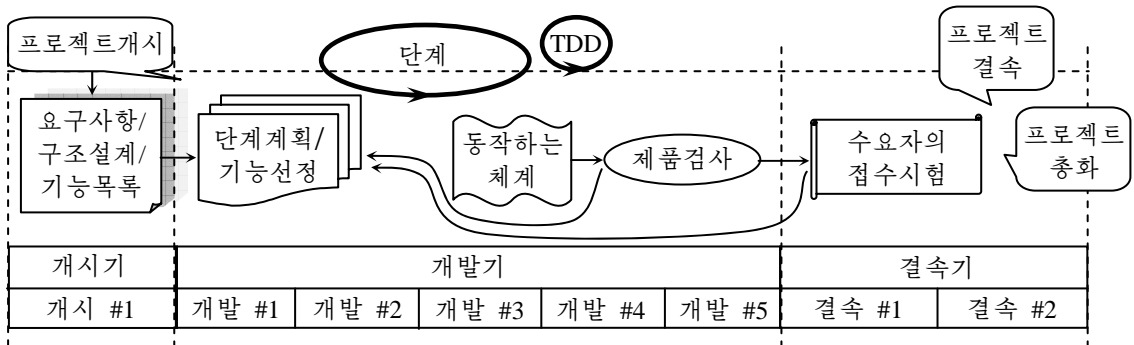 프로젝트개시
단계
TDD
프로젝트
결속
요구사항/
구조설계/
기능목록
단계계획/
기능선정
동작하는
체계
제품검사
수요자의
접수시험
프로젝트
총화
개시기
개발기
결속기
개시 #1
개발 #1
개발 #2
개발 #3
개발 #4
개발 #5
결속 #1
결속 #2